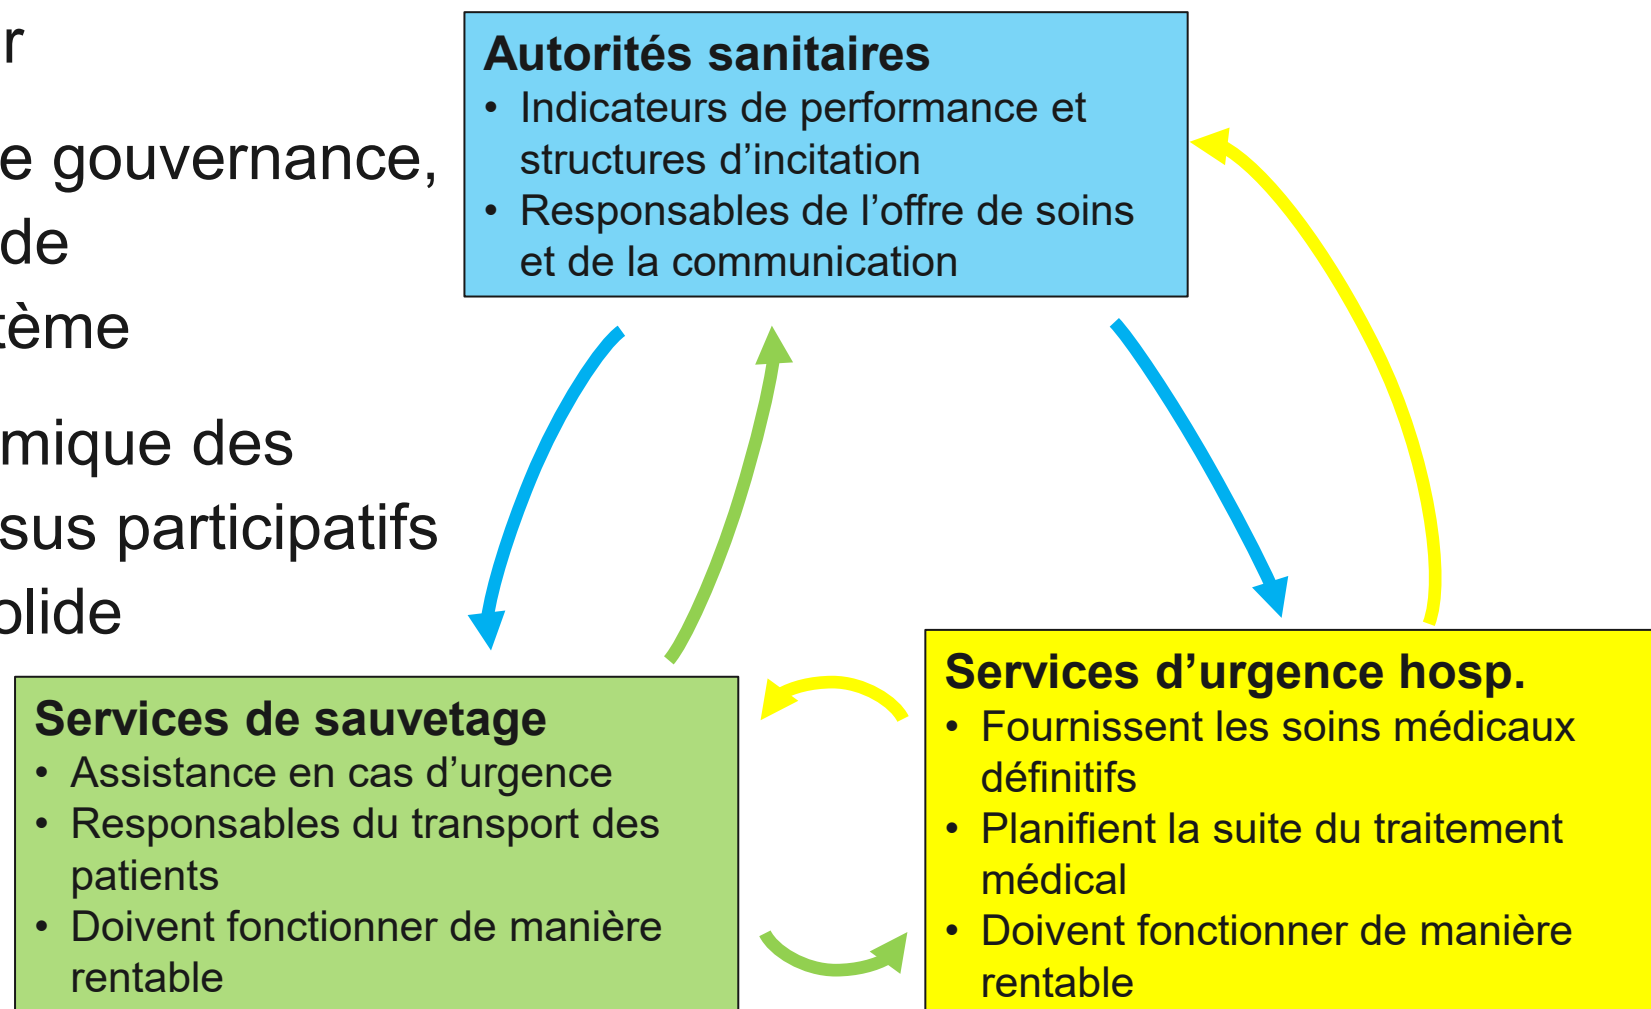 r
e gouvernance,
de
tème
mique des
sus participatifs
olide
Autorités sanitaires
• Indicateurs de performance et
structures d’incitation
• Responsables de l’offre de soins
et de la communication
Services de sauvetage
• Assistance en cas d’urgence
• Responsables du transport des
patients
• Doivent fonctionner de manière
rentable
Services d’urgence hosp.
• Fournissent les soins médicaux
définitifs
• Planifient la suite du traitement
médical
• Doivent fonctionner de manière
rentable